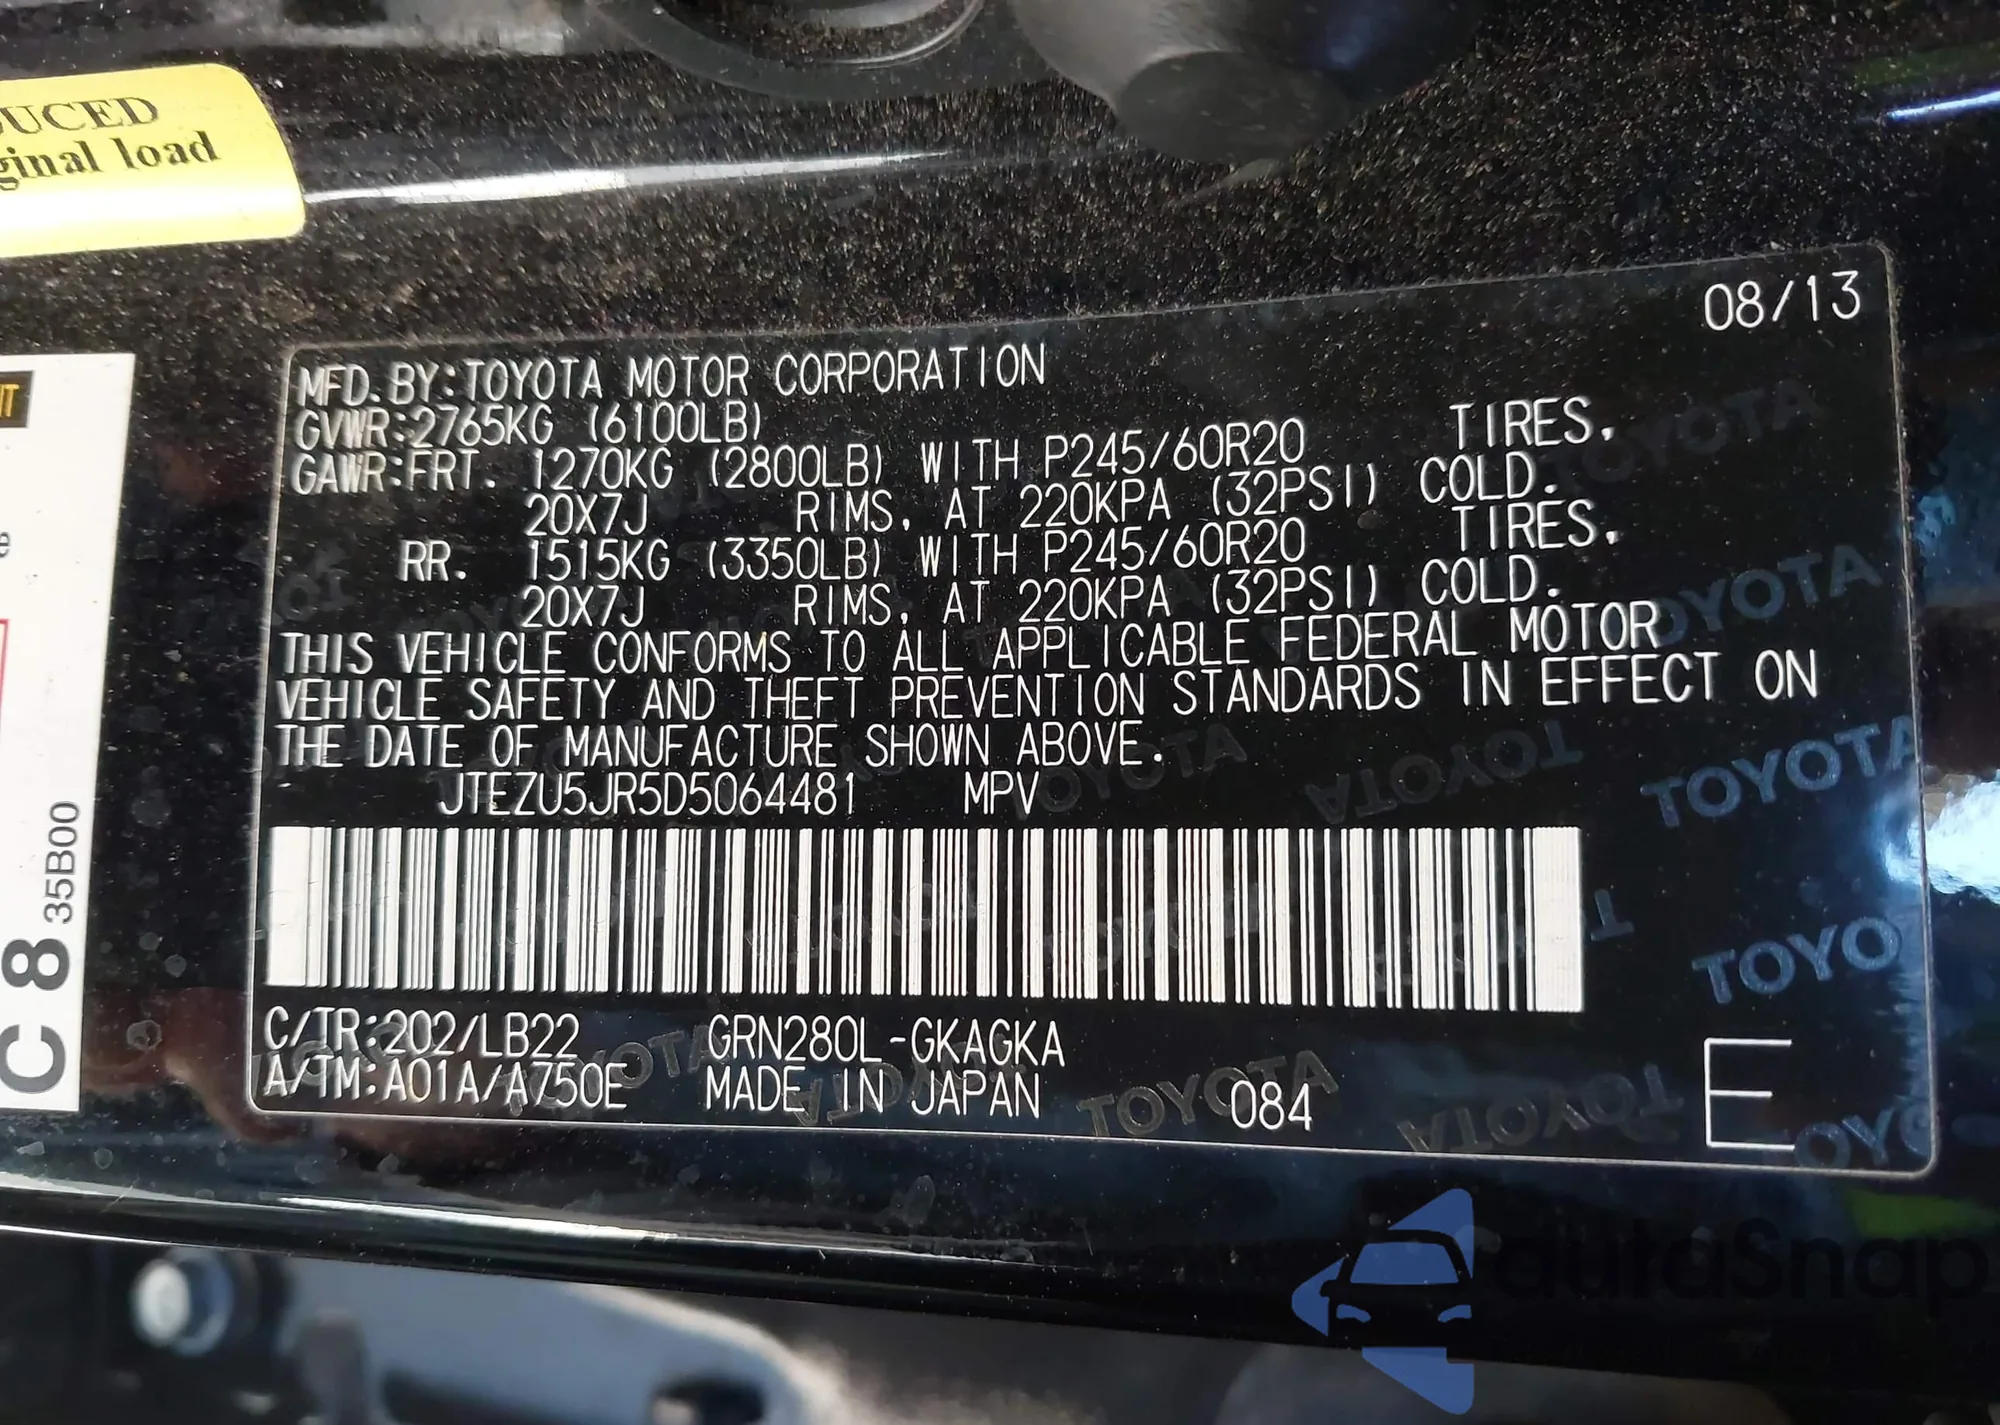 UCED
ginal load
IT
e
C 8 35B00
08/13
MFD. BY:TOYOTA MOTOR CORPORATION
GVWR:2765KG (6100LB)
GAWR:FRT. 1270KG (2800LB) WITH P245/60R20 TIRES,
20X7J RIMS, AT 220KPA (32PSI) COLD.
RR. 1515KG (3350LB) WITH P245/60R20 TIRES,
20X7J RIMS, AT 220KPA (32PSI) COLD.
THIS VEHICLE CONFORMS TO ALL APPLICABLE FEDERAL MOTOR
VEHICLE SAFETY AND THEFT PREVENTION STANDARDS IN EFFECT ON
THE DATE OF MANUFACTURE SHOWN ABOVE.
JTEZU5JR5D5064481 MPV
C/TR:202/LB22 GRN280L-GKAGKA
A/TM:A01A/A750E MADE IN JAPAN 084
E
TOYOTA
autoSnap